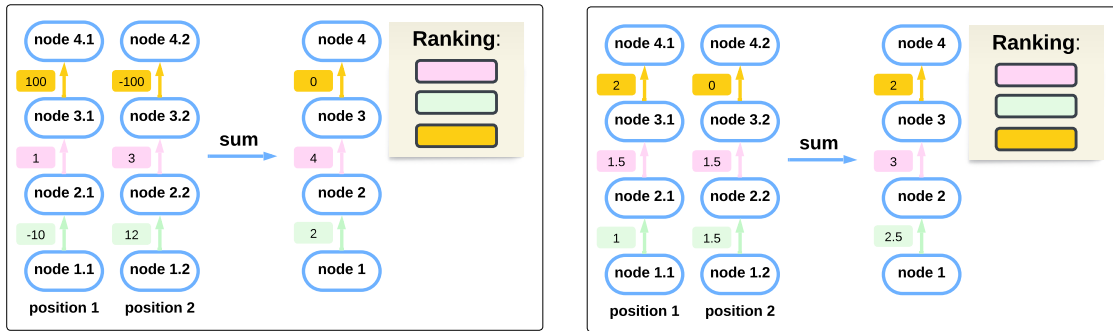 node 4.1 node 4.2 node 4 Ranking:
100 -100 0
node 3.1 node 3.2 node 3
sum
1 3 4
node 2.1 node 2.2 node 2
-10 12 2
node 1.1 node 1.2 node 1
position 1 position 2
node 4.1 node 4.2 node 4 Ranking:
2 0 2
node 3.1 node 3.2 node 3
sum
1.5 1.5 3
node 2.1 node 2.2 node 2
1 1.5 2.5
node 1.1 node 1.2 node 1
position 1 position 2